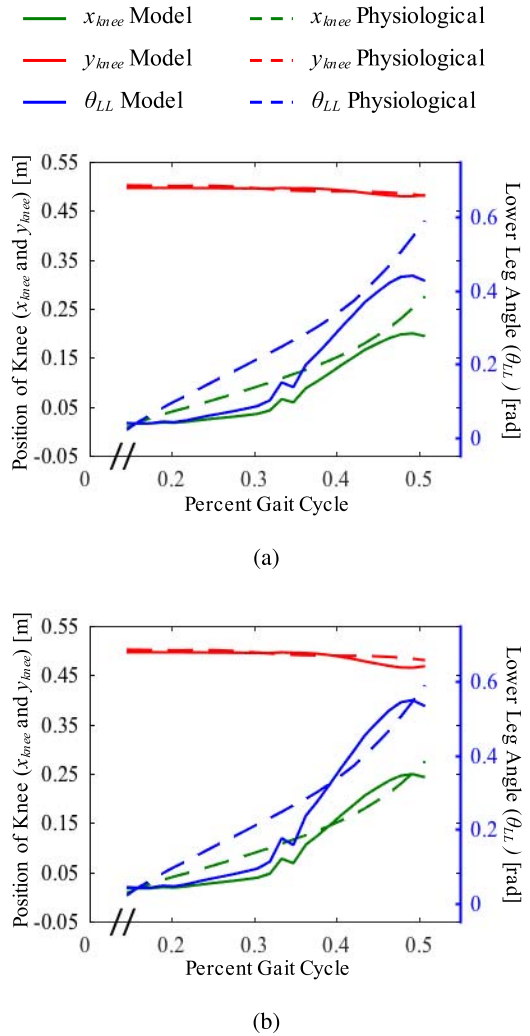 x_knee Model
x_knee Physiological
y_knee Model
y_knee Physiological
θ_LL Model
θ_LL Physiological
Position of Knee (x_knee and y_knee) [m]
0.55
0.45
0.35
0.25
0.15
0.05
-0.05
0
0.2
0.3
0.4
0.5
Percent Gait Cycle
0.6
0.4
0.2
0
Lower Leg Angle (θ_LL) [rad]
(a)
Position of Knee (x_knee and y_knee) [m]
0.55
0.45
0.35
0.25
0.15
0.05
-0.05
0
0.2
0.3
0.4
0.5
Percent Gait Cycle
0.6
0.4
0.2
0
Lower Leg Angle (θ_LL) [rad]
(b)